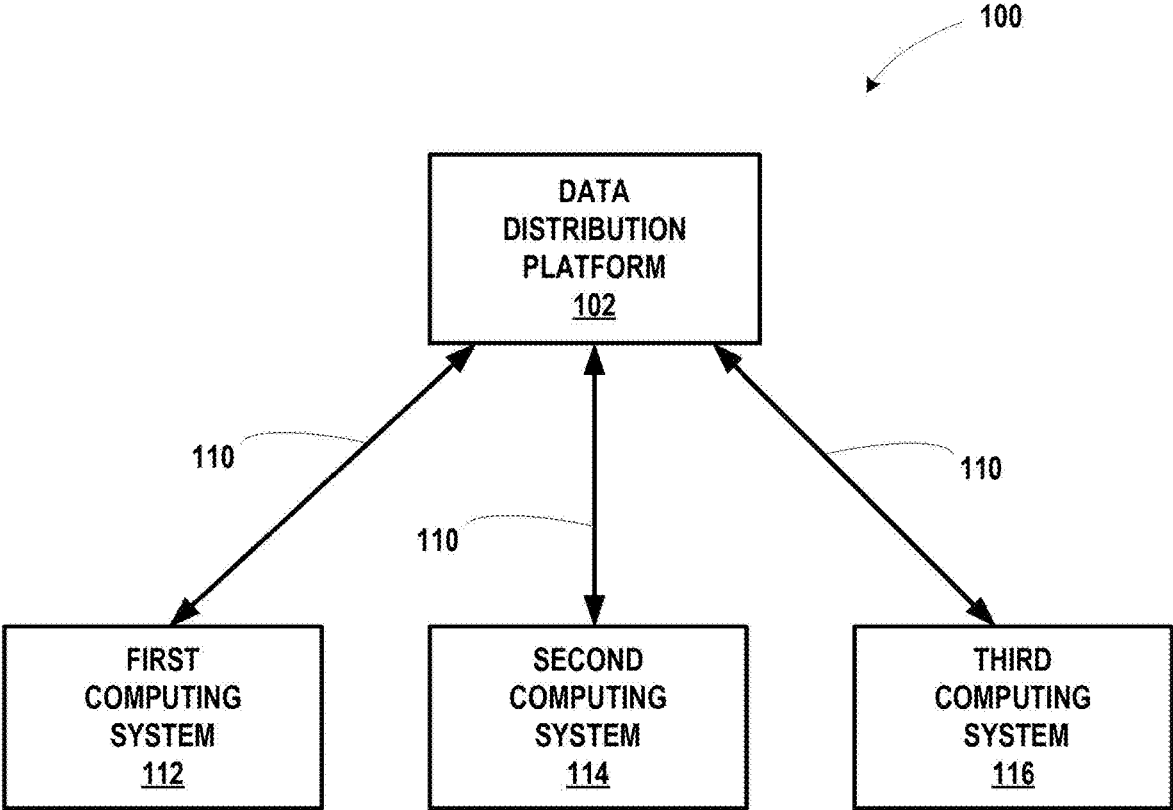 100
DATA
DISTRIBUTION
PLATFORM
102
110
110
110
FIRST
COMPUTING
SYSTEM
112
SECOND
COMPUTING
SYSTEM
114
THIRD
COMPUTING
SYSTEM
116